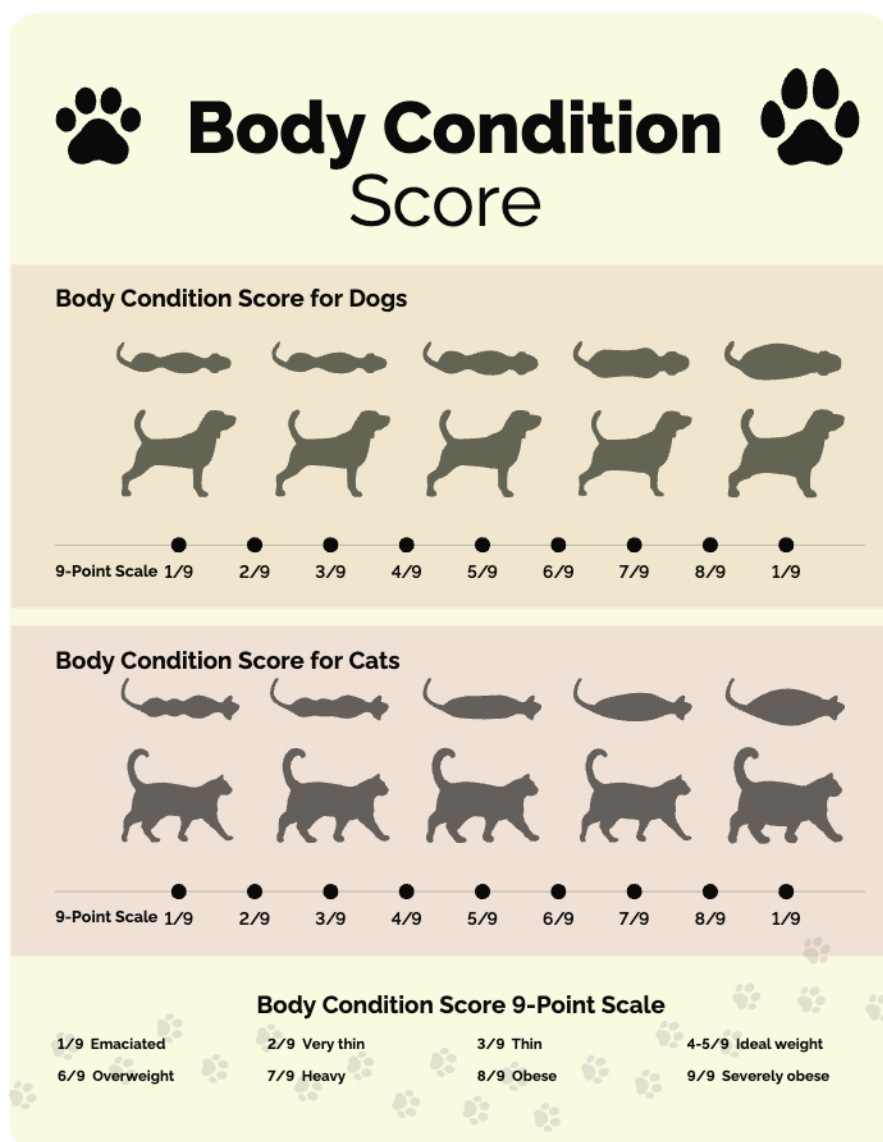 Body Condition
Score
Body Condition Score for Dogs
9-Point Scale 1/9 2/9 3/9 4/9 5/9 6/9 7/9 8/9 1/9
Body Condition Score for Cats
9-Point Scale 1/9 2/9 3/9 4/9 5/9 6/9 7/9 8/9 1/9
Body Condition Score 9-Point Scale
1/9 Emaciated 2/9 Very thin 3/9 Thin 4-5/9 Ideal weight
6/9 Overweight 7/9 Heavy 8/9 Obese 9/9 Severely obese